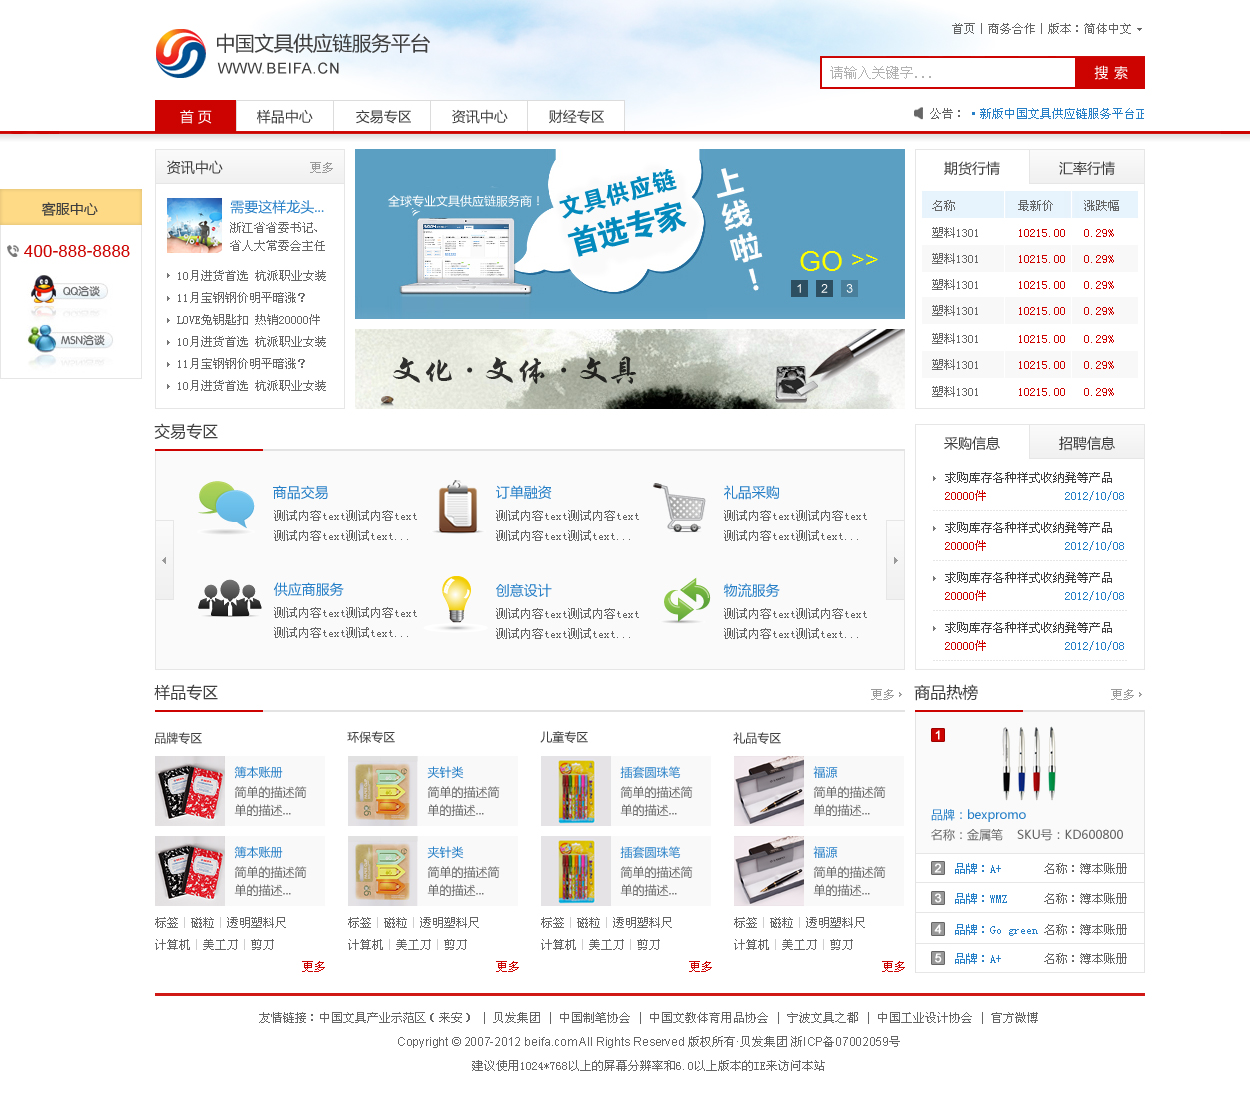 中国文具供应链服务平台
WWW.BEIFA.CN
首页 | 商务合作 | 版本：简体中文
请输入关键字...
搜 索
首 页
样品中心
交易专区
资讯中心
财经专区
公告：
新版中国文具供应链服务平台正
客服中心
400-888-8888
QQ洽谈
MSN洽谈
资讯中心
更多
需要这样龙头...
浙江省省委书记、
省人大常委会主任
10月进货首选 杭派职业女装
11月宝钢钢价明平暗涨？
LOVE兔钥匙扣 热销20000件
10月进货首选 杭派职业女装
11月宝钢钢价明平暗涨？
10月进货首选 杭派职业女装
全球专业文具供应链服务商！
文具供应链
首选专家
上线啦！
GO >>
1 2 3
文化·文体·文具
期货行情
汇率行情
名称 最新价 涨跌幅
塑料1301 10215.00 0.29%
塑料1301 10215.00 0.29%
塑料1301 10215.00 0.29%
塑料1301 10215.00 0.29%
塑料1301 10215.00 0.29%
塑料1301 10215.00 0.29%
塑料1301 10215.00 0.29%
交易专区
商品交易
测试内容text测试内容text
测试内容text测试text...
订单融资
测试内容text测试内容text
测试内容text测试text...
礼品采购
测试内容text测试内容text
测试内容text测试text...
供应商服务
测试内容text测试内容text
测试内容text测试text...
创意设计
测试内容text测试内容text
测试内容text测试text...
物流服务
测试内容text测试内容text
测试内容text测试text...
采购信息
招聘信息
求购库存各种样式收纳凳等产品
20000件 2012/10/08
求购库存各种样式收纳凳等产品
20000件 2012/10/08
求购库存各种样式收纳凳等产品
20000件 2012/10/08
求购库存各种样式收纳凳等产品
20000件 2012/10/08
样品专区
更多
品牌专区
簿本账册
简单的描述简
单的描述...
簿本账册
简单的描述简
单的描述...
标签 | 磁粒 | 透明塑料尺
计算机 | 美工刀 | 剪刀
更多
环保专区
夹针类
简单的描述简
单的描述...
夹针类
简单的描述简
单的描述...
标签 | 磁粒 | 透明塑料尺
计算机 | 美工刀 | 剪刀
更多
儿童专区
插套圆珠笔
简单的描述简
单的描述...
插套圆珠笔
简单的描述简
单的描述...
标签 | 磁粒 | 透明塑料尺
计算机 | 美工刀 | 剪刀
更多
礼品专区
福源
简单的描述简
单的描述...
福源
简单的描述简
单的描述...
标签 | 磁粒 | 透明塑料尺
计算机 | 美工刀 | 剪刀
更多
商品热榜
更多
1
品牌：bexpromo
名称：金属笔 SKU号：KD600800
2 品牌：A+ 名称：簿本账册
3 品牌：WMZ 名称：簿本账册
4 品牌：Go green 名称：簿本账册
5 品牌：A+ 名称：簿本账册
友情链接：中国文具产业示范区（来安） | 贝发集团 | 中国制笔协会 | 中国文教体育用品协会 | 宁波文具之都 | 中国工业设计协会 | 官方微博
Copyright © 2007-2012 beifa.comAll Rights Reserved 版权所有·贝发集团 浙ICP备07002059号
建议使用1024*768以上的屏幕分辨率和6.0以上版本的IE来访问本站